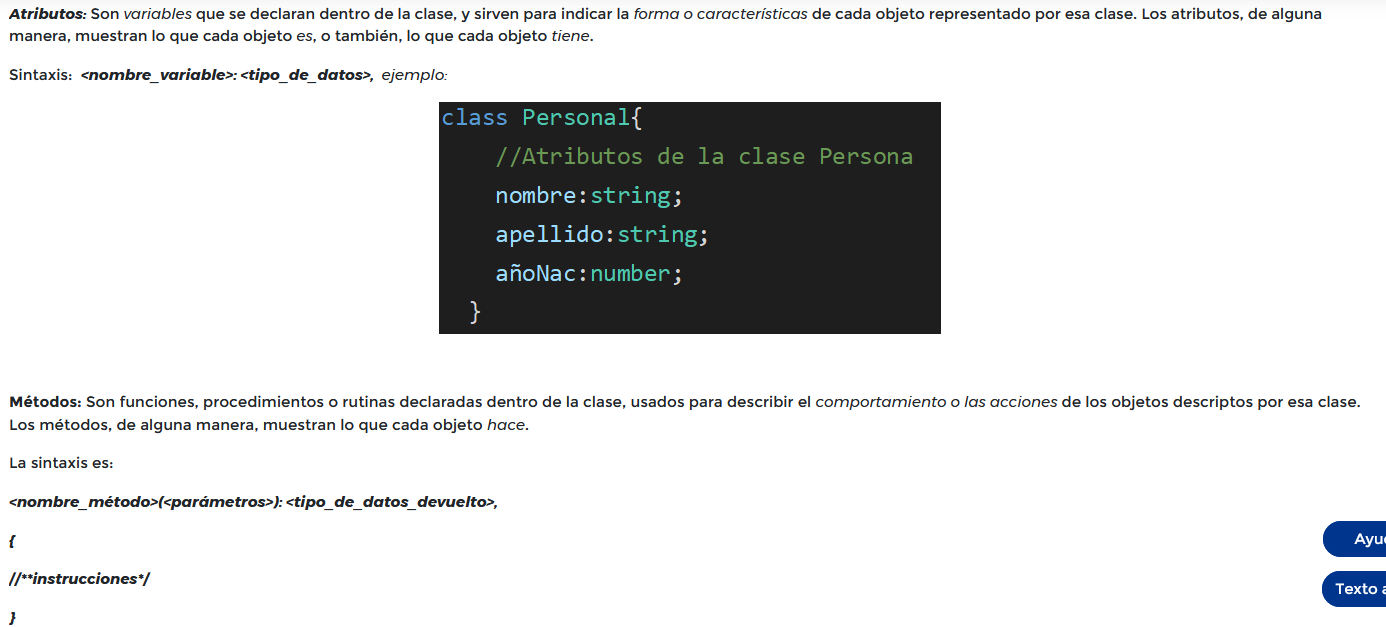 Atributos: Son variables que se declaran dentro de la clase, y sirven para indicar la forma o características de cada objeto representado por esa clase. Los atributos, de alguna
manera, muestran lo que cada objeto es, o también, lo que cada objeto tiene.
Sintaxis: <nombre_variable>:<tipo_de_datos>, ejemplo:
class Personal{
//Atributos de la clase Persona
nombre:string;
apellido:string;
añoNac:number;
}
Métodos: Son funciones, procedimientos o rutinas declaradas dentro de la clase, usados para describir el comportamiento o las acciones de los objetos descriptos por esa clase.
Los métodos, de alguna manera, muestran lo que cada objeto hace.
La sintaxis es:
<nombre_método>(<parámetros>):<tipo_de_datos_devuelto>,
{
//**instrucciones*/
}
Texto